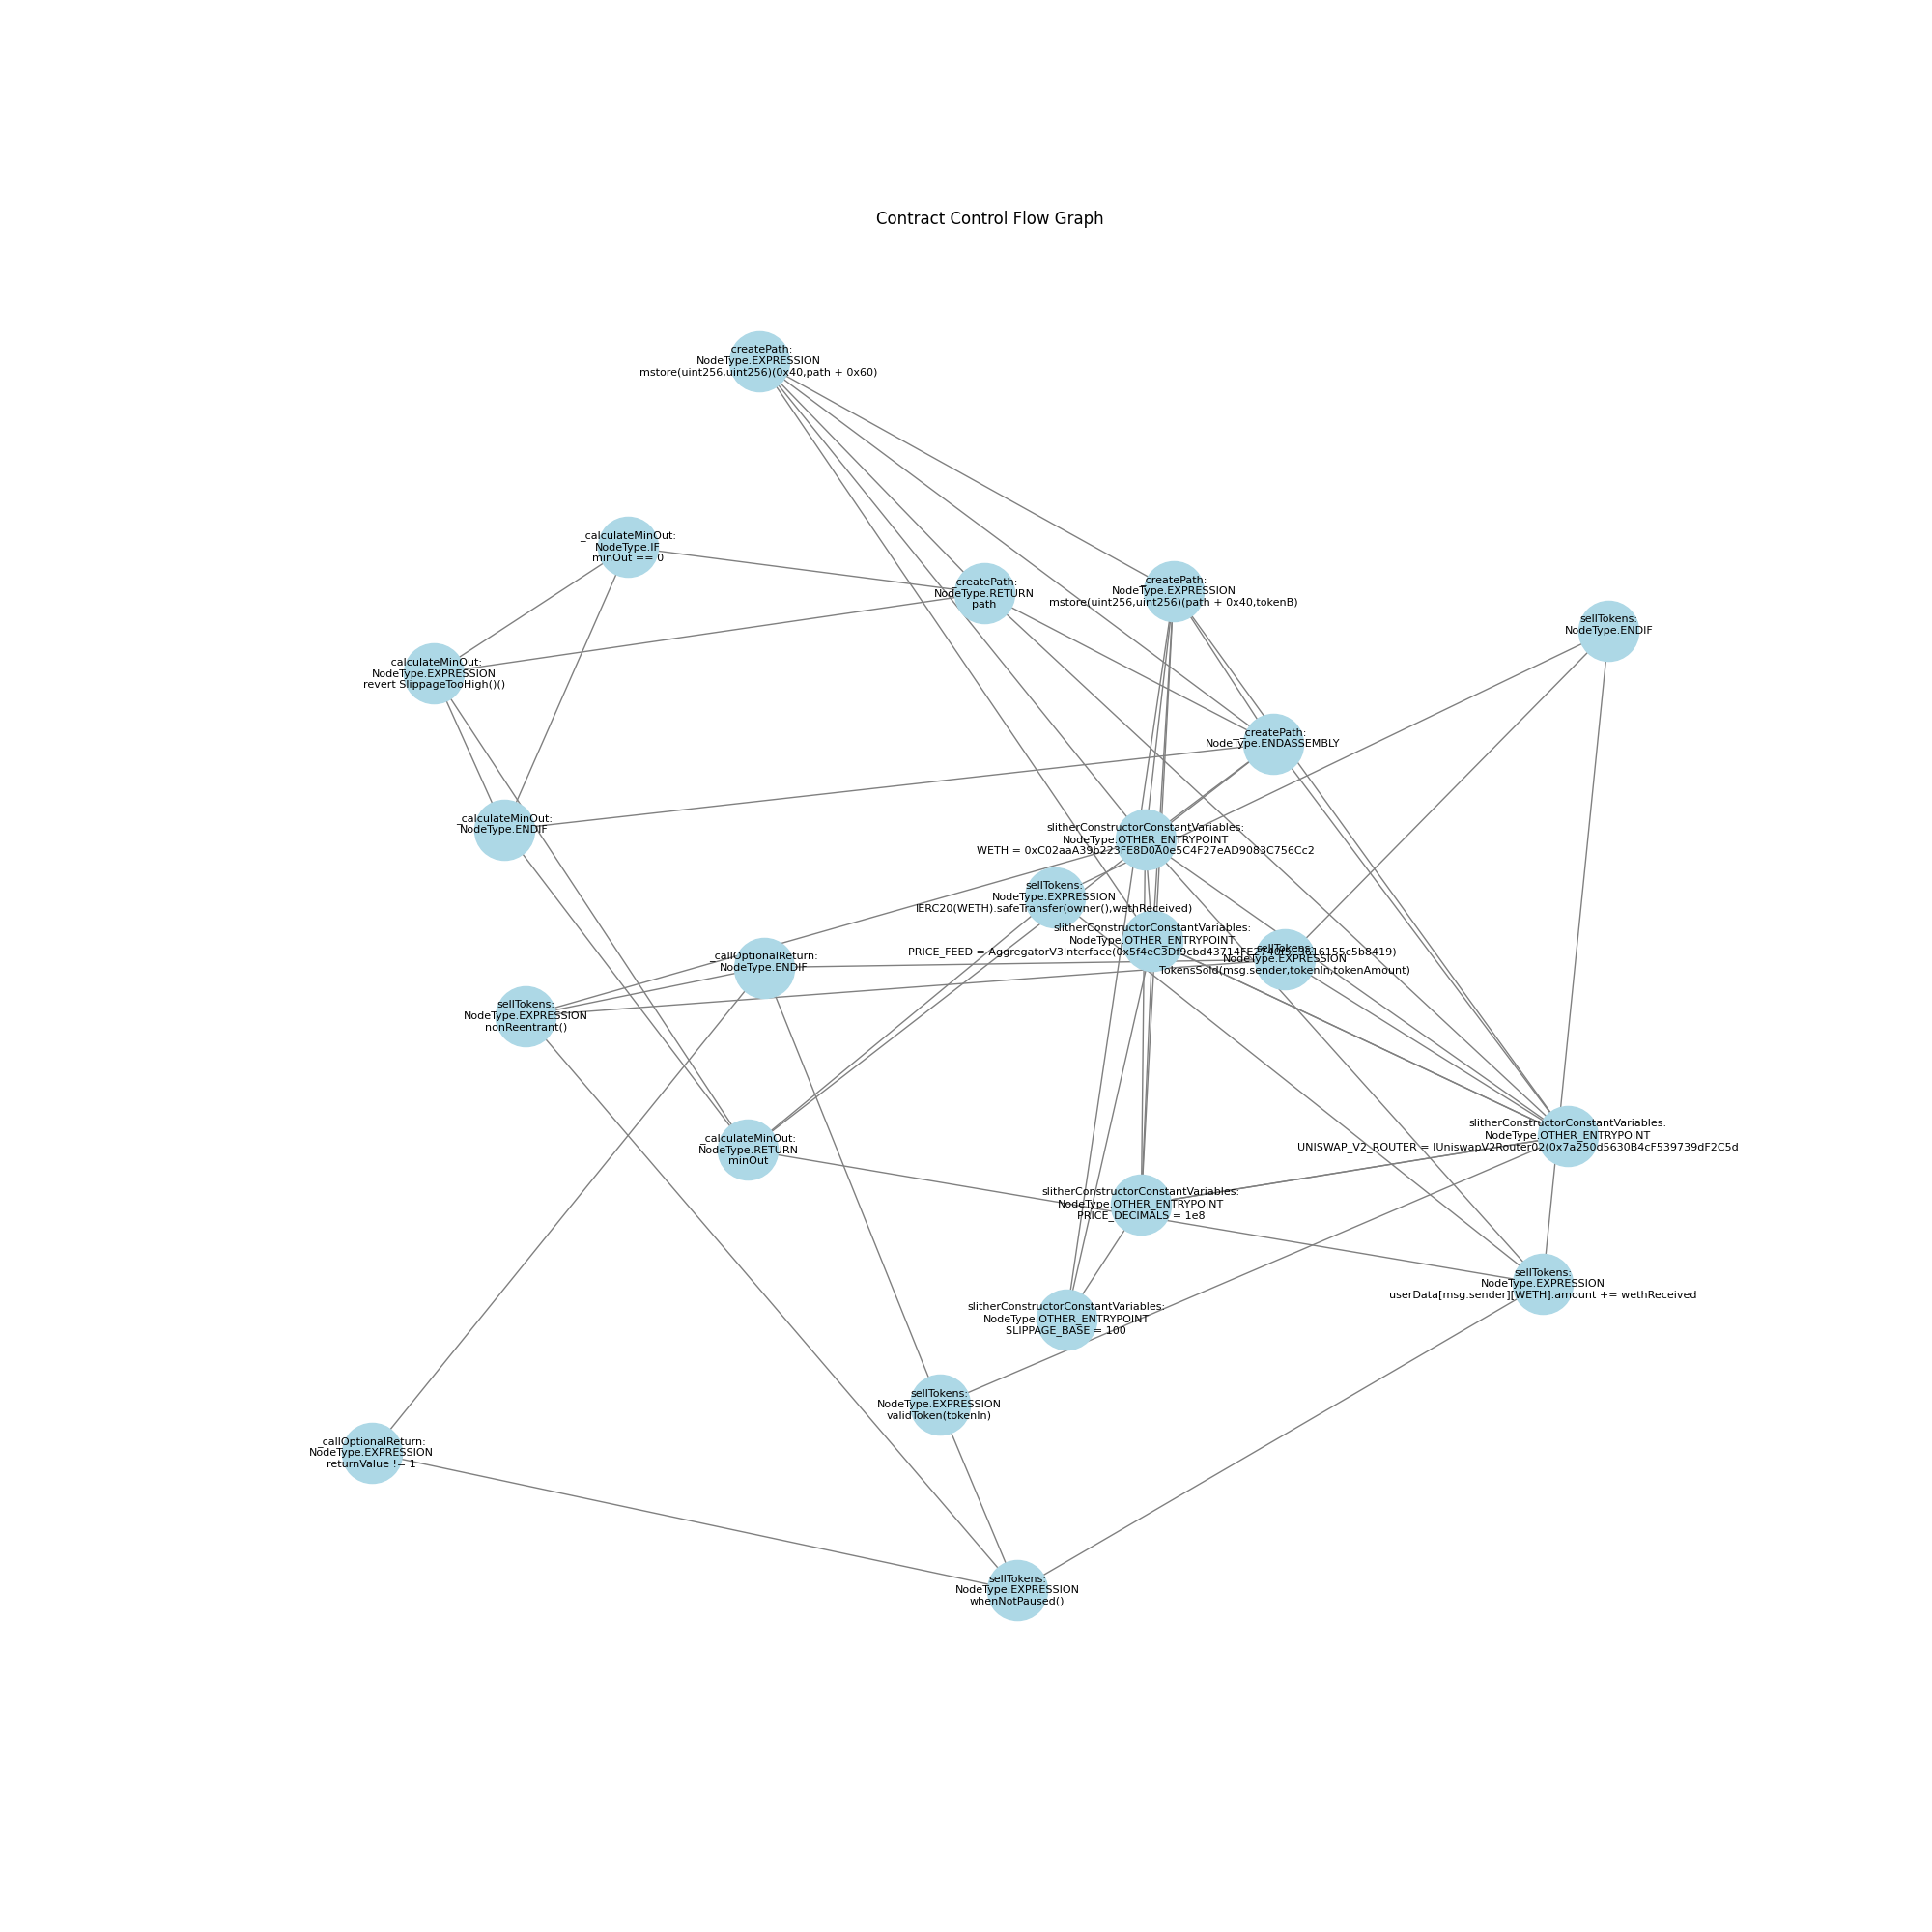 Contract Control Flow Graph
_createPath:
NodeType.EXPRESSION
mstore(uint256,uint256)(0x40,path + 0x60)
_calculateMinOut:
NodeType.IF
minOut == 0
_createPath:
NodeType.RETURN
path
_createPath:
NodeType.EXPRESSION
mstore(uint256,uint256)(path + 0x40,tokenB)
sellTokens:
NodeType.ENDIF
_calculateMinOut:
NodeType.EXPRESSION
revert SlippageTooHigh()()
_createPath:
NodeType.ENDASSEMBLY
_calculateMinOut:
NodeType.ENDIF
slitherConstructorConstantVariables:
NodeType.OTHER_ENTRYPOINT
WETH = 0xC02aaA39b223FE8D0A0e5C4F27eAD9083C756Cc2
sellTokens:
NodeType.EXPRESSION
IERC20(WETH).safeTransfer(owner(),wethReceived)
slitherConstructorConstantVariables:
NodeType.OTHER_ENTRYPOINT
PRICE_FEED =
sellTokens:
NodeType.EXPRESSION
TokensSold(msg.sender,tokenIn,tokenAmount)
_callOptionalReturn:
NodeType.ENDIF
sellTokens:
NodeType.EXPRESSION
nonReentrant()
_calculateMinOut:
NodeType.RETURN
minOut
slitherConstructorConstantVariables:
NodeType.OTHER_ENTRYPOINT
UNISWAP_V2_ROUTER = IUniswapV2Router02(0x7a250d5630B4cF539739dF2C5d
slitherConstructorConstantVariables:
NodeType.OTHER_ENTRYPOINT
PRICE_DECIMALS = 1e8
sellTokens:
NodeType.EXPRESSION
userData[msg.sender][WETH].amount += wethReceived
slitherConstructorConstantVariables:
NodeType.OTHER_ENTRYPOINT
SLIPPAGE_BASE = 100
sellTokens:
NodeType.EXPRESSION
validToken(tokenIn)
_callOptionalReturn:
NodeType.EXPRESSION
returnValue != 1
sellTokens:
NodeType.EXPRESSION
whenNotPaused()